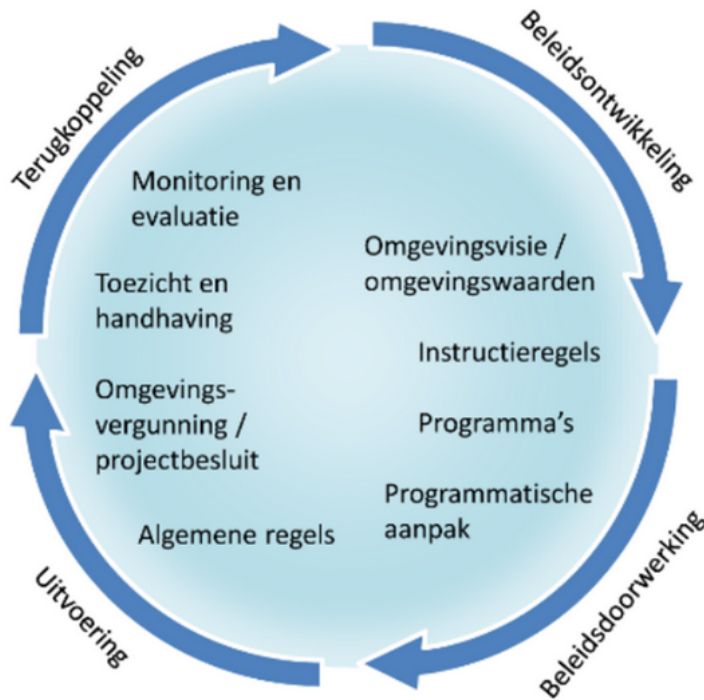 Terugkoppeling
Beleidsontwikkeling
Monitoring en
evaluatie
Omgevingsvisie /
omgevingswaarden
Toezicht en
handhaving
Instructieregels
Omgevings-
vergunning /
projectbesluit
Programma's
Programmatische
aanpak
Algemene regels
Uitvoering
Beleidsdoorwerking